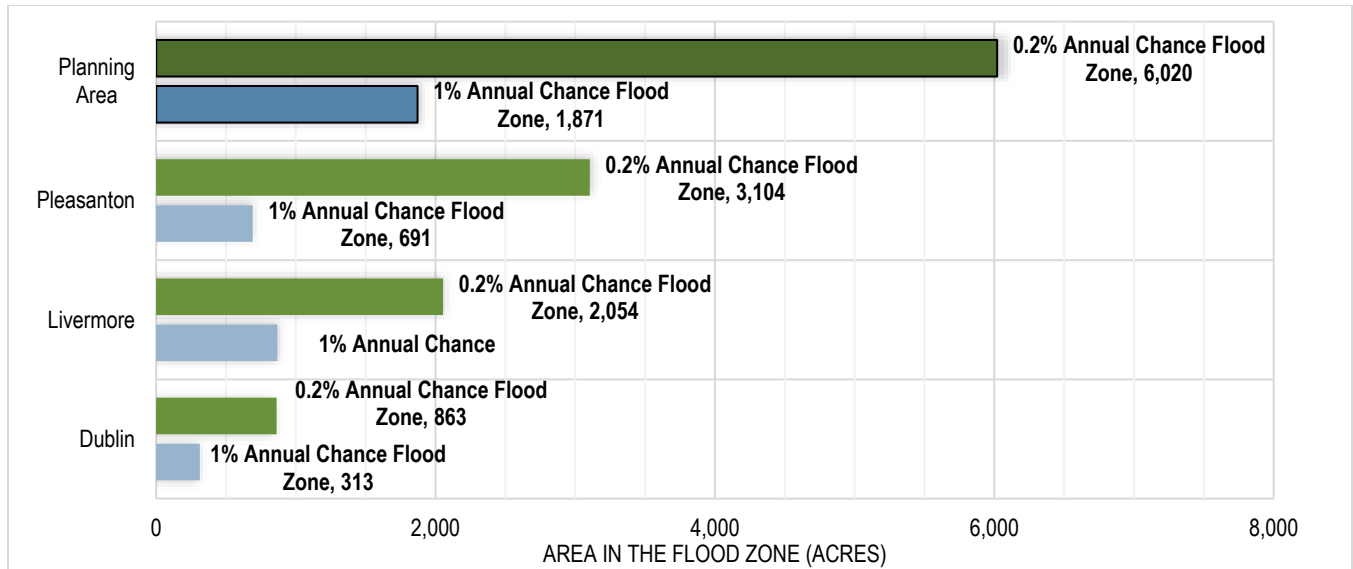 0.2% Annual Chance Flood
Zone, 6,020
Planning
Area
1% Annual Chance Flood
Zone, 1,871
0.2% Annual Chance Flood
Zone, 3,104
Pleasanton
1% Annual Chance Flood
Zone, 691
0.2% Annual Chance Flood
Zone, 2,054
Livermore
1% Annual Chance
0.2% Annual Chance Flood
Zone, 863
Dublin
1% Annual Chance Flood
Zone, 313
0 2,000 4,000 6,000 8,000
AREA IN THE FLOOD ZONE (ACRES)